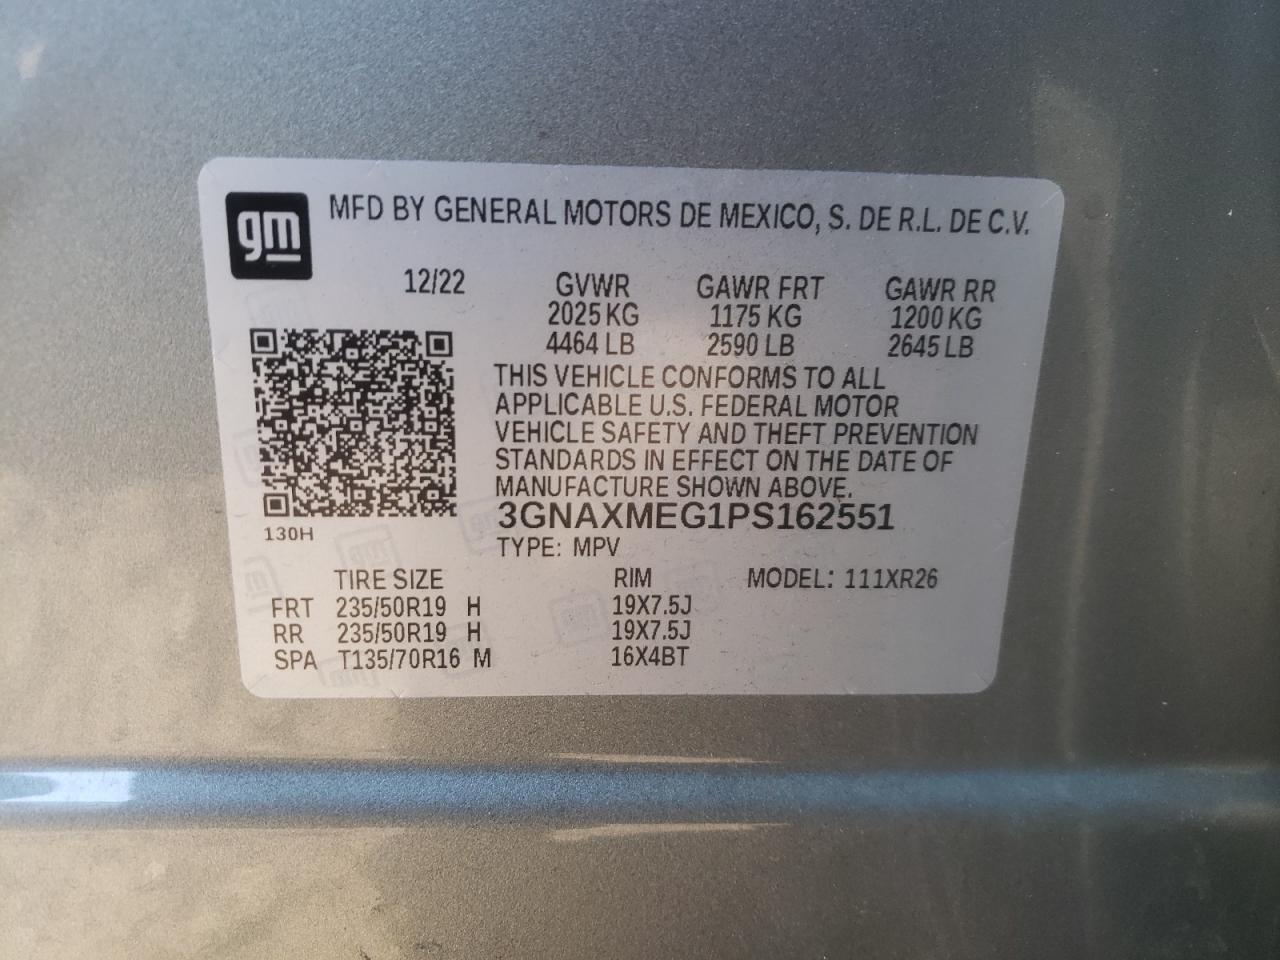 gm
MFD BY GENERAL MOTORS DE MEXICO, S. DE R.L. DE C.V.
12/22 GVWR GAWR FRT GAWR RR
2025 KG 1175 KG 1200 KG
4464 LB 2590 LB 2645 LB
THIS VEHICLE CONFORMS TO ALL
APPLICABLE U.S. FEDERAL MOTOR
VEHICLE SAFETY AND THEFT PREVENTION
STANDARDS IN EFFECT ON THE DATE OF
MANUFACTURE SHOWN ABOVE.
3GNAXMEG1PS162551
130H
TYPE: MPV
TIRE SIZE RIM MODEL: 111XR26
FRT 235/50R19 H 19X7.5J
RR 235/50R19 H 19X7.5J
SPA T135/70R16 M 16X4BT